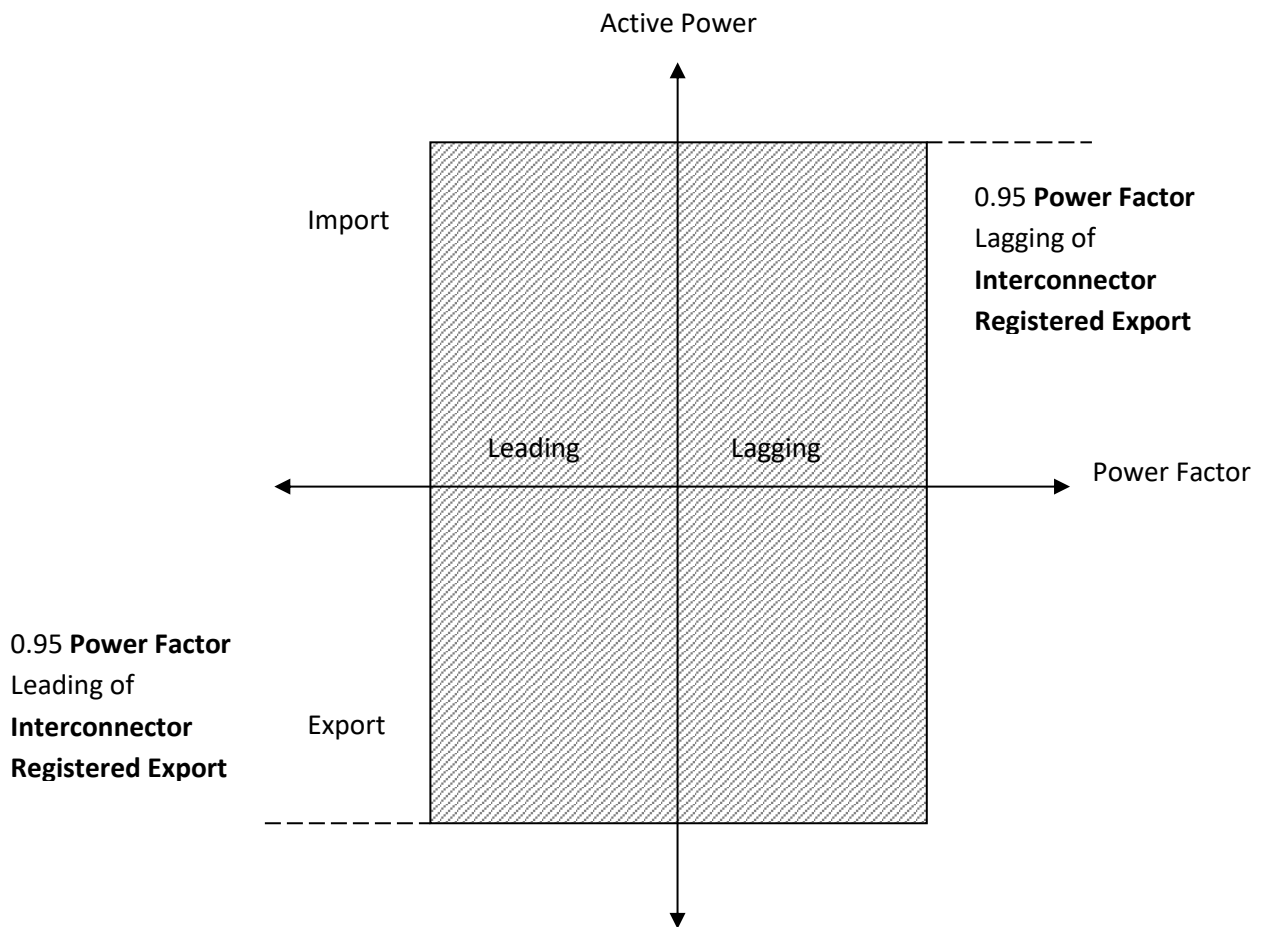 Active Power
Import
0.95 Power Factor
Lagging of
Interconnector
Registered Export
Leading
Lagging
Power Factor
0.95 Power Factor
Leading of
Interconnector
Registered Export
Export